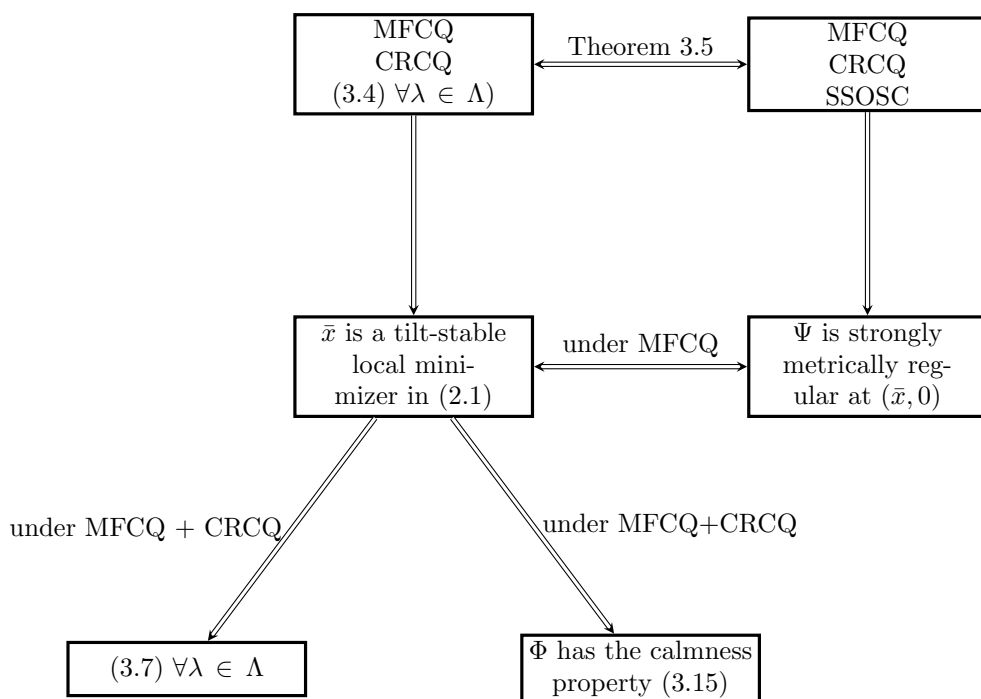 MFCQ
CRCQ
(3.4) ∀λ ∈ Λ)
Theorem 3.5
MFCQ
CRCQ
SSOSC
x̄ is a tilt-stable
local mini-
mizer in (2.1)
under MFCQ
Ψ is strongly
metrically reg-
ular at (x̄, 0)
under MFCQ + CRCQ
under MFCQ+CRCQ
(3.7) ∀λ ∈ Λ
Φ has the calmness
property (3.15)